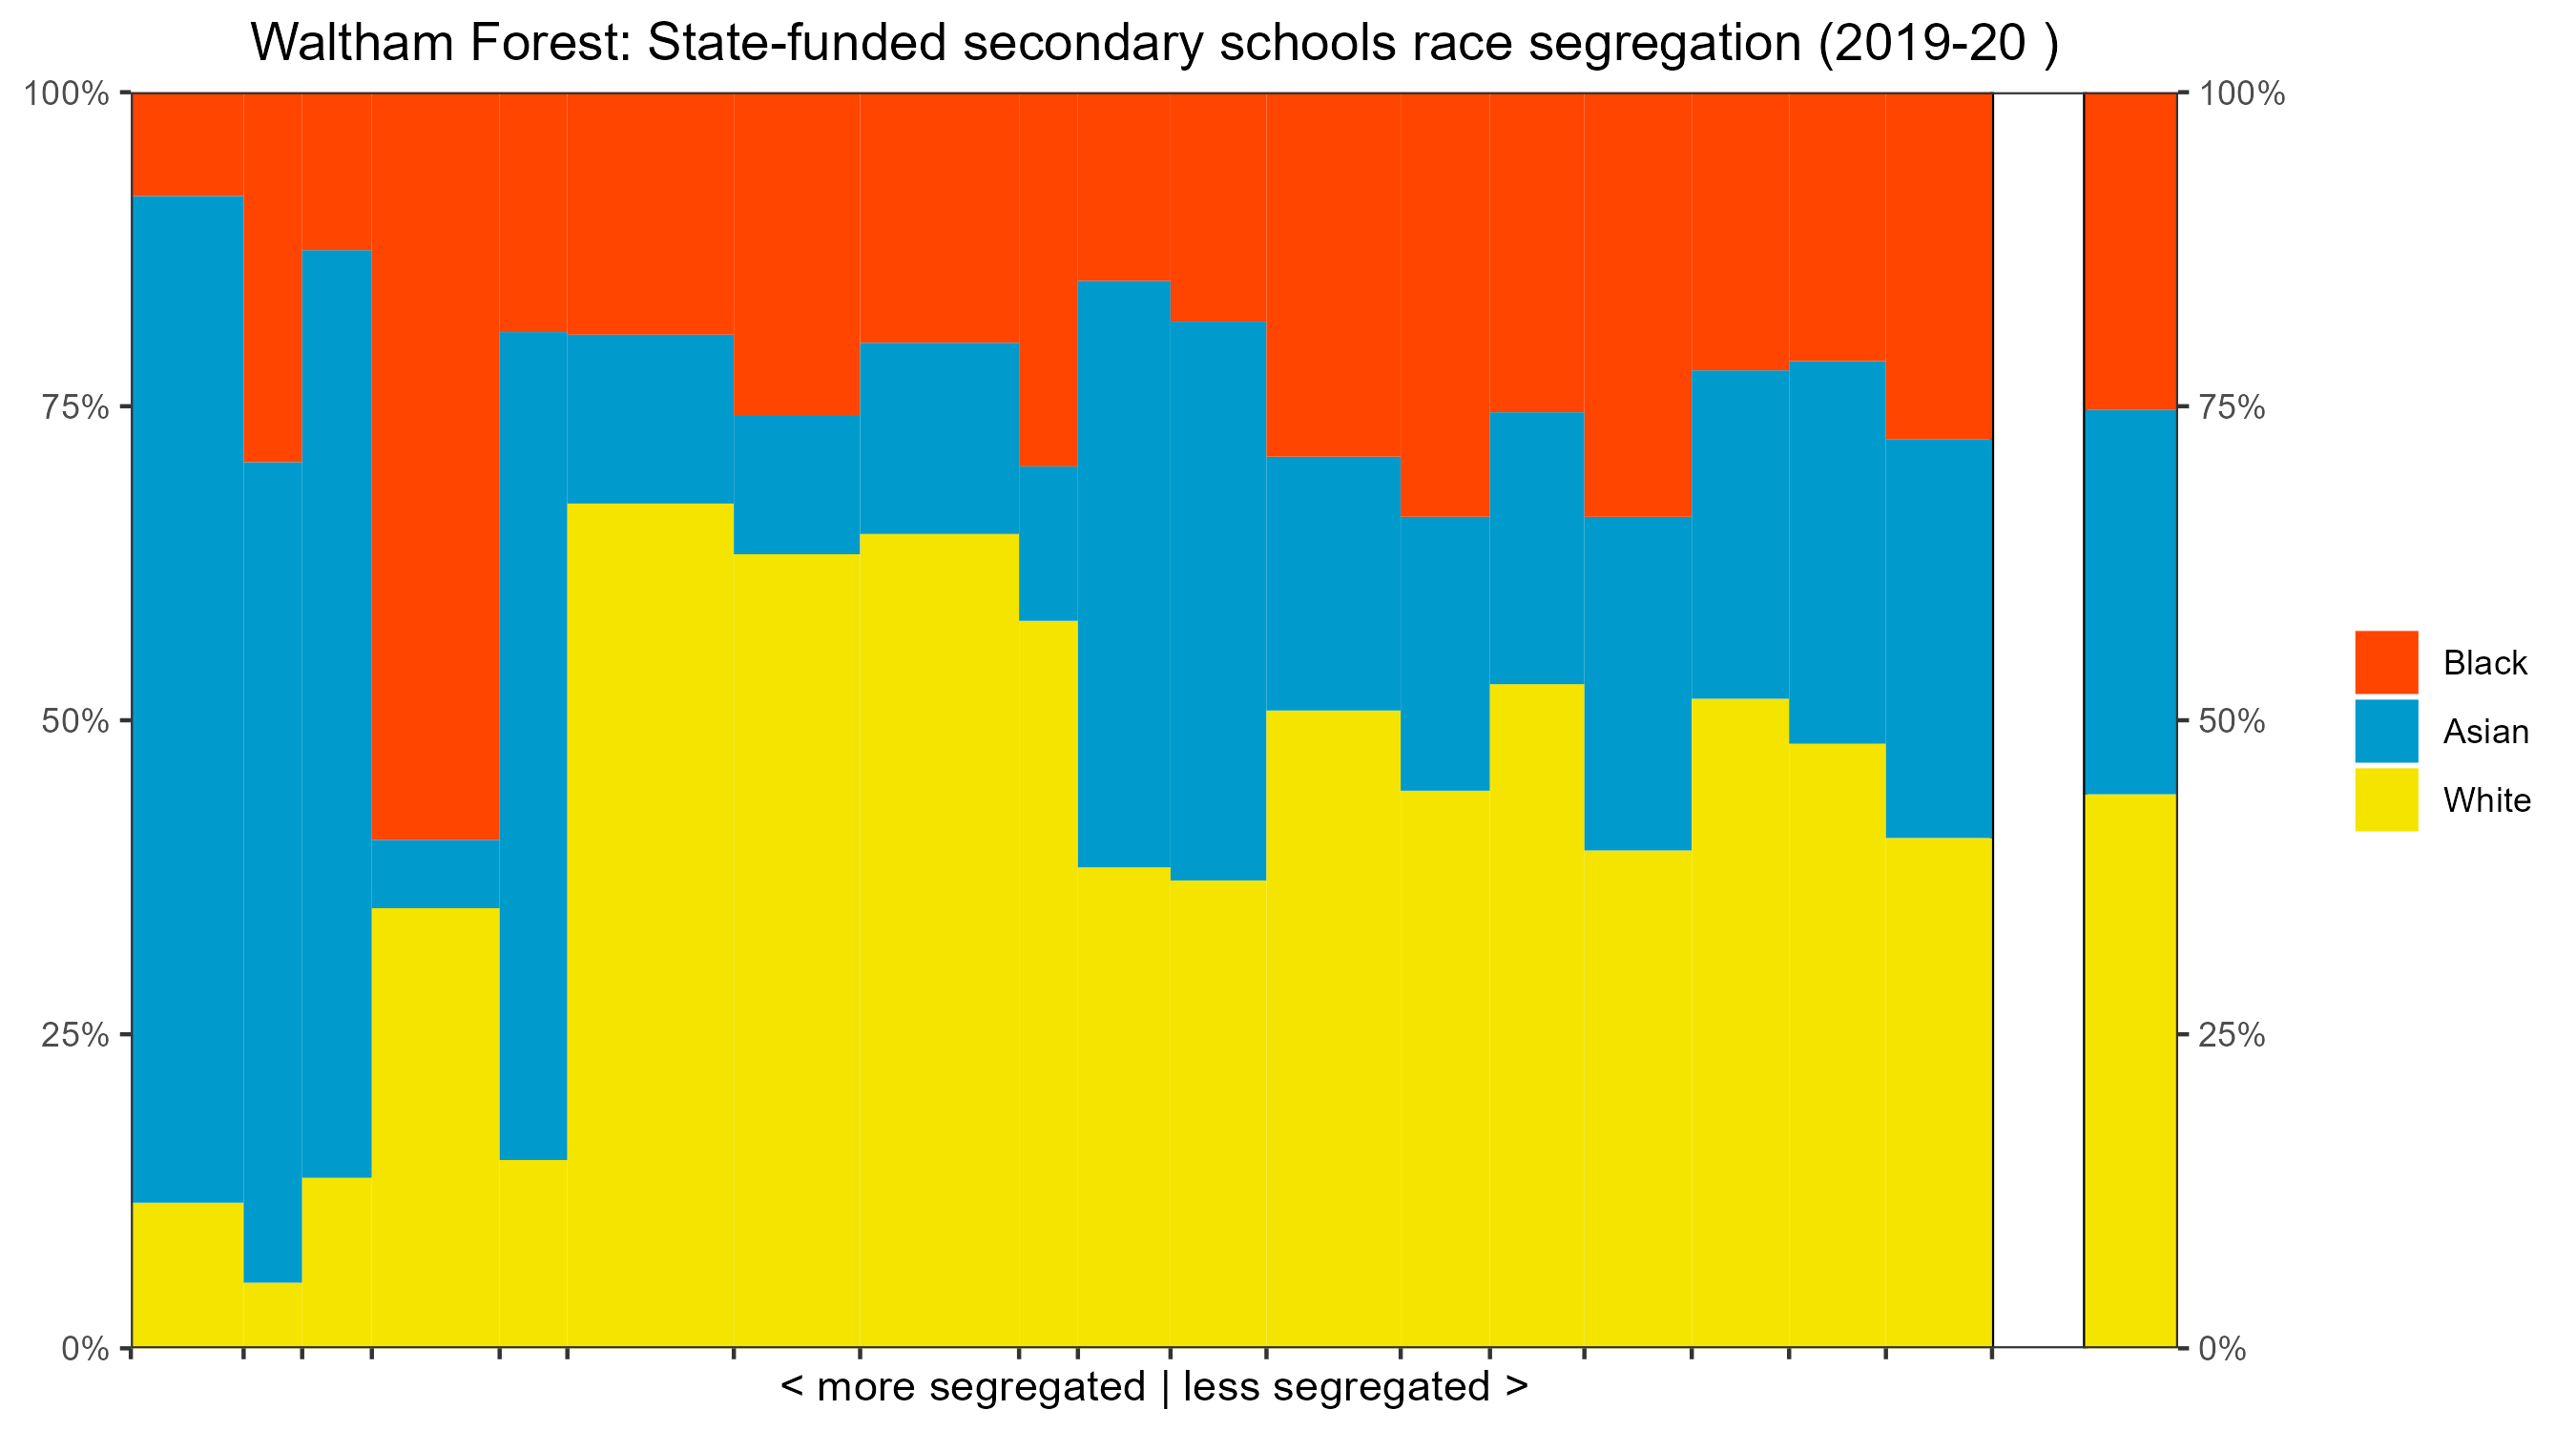 Waltham Forest: State-funded secondary schools race segregation (2019-20 )
100%
75%
50%
25%
0%
100%
75%
50%
25%
0%
Black
Asian
White
< more segregated | less segregated >